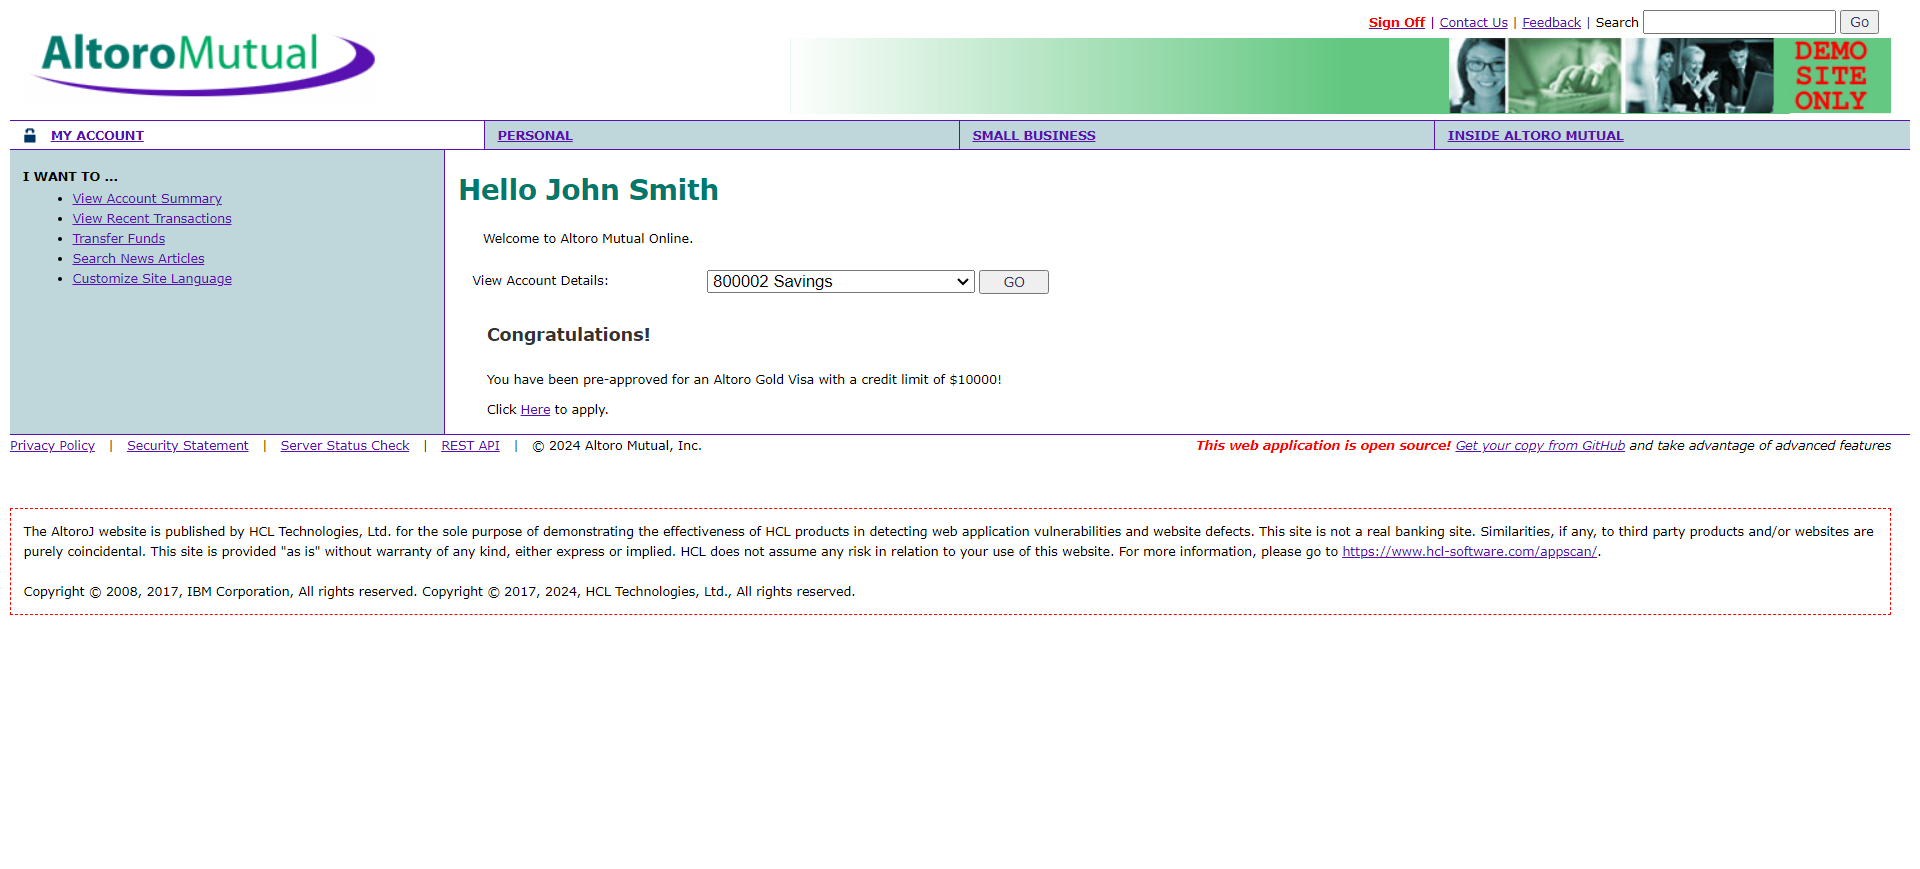 Sign Off | Contact Us | Feedback | Search Go
AltoroMutual
DEMO
SITE
ONLY
MY ACCOUNT
PERSONAL
SMALL BUSINESS
INSIDE ALTORO MUTUAL
I WANT TO ...
• View Account Summary
• View Recent Transactions
• Transfer Funds
• Search News Articles
• Customize Site Language
Hello John Smith
Welcome to Altoro Mutual Online.
View Account Details: 800002 Savings GO
Congratulations!
You have been pre-approved for an Altoro Gold Visa with a credit limit of $10000!
Click Here to apply.
Privacy Policy | Security Statement | Server Status Check | REST API | © 2024 Altoro Mutual, Inc.
This web application is open source! Get your copy from GitHub and take advantage of advanced features
The AltoroJ website is published by HCL Technologies, Ltd. for the sole purpose of demonstrating the effectiveness of HCL products in detecting web application vulnerabilities and website defects. This site is not a real banking site. Similarities, if any, to third party products and/or websites are
purely coincidental. This site is provided "as is" without warranty of any kind, either express or implied. HCL does not assume any risk in relation to your use of this website. For more information, please go to https://www.hcl-software.com/appscan/.
Copyright © 2008, 2017, IBM Corporation, All rights reserved. Copyright © 2017, 2024, HCL Technologies, Ltd., All rights reserved.